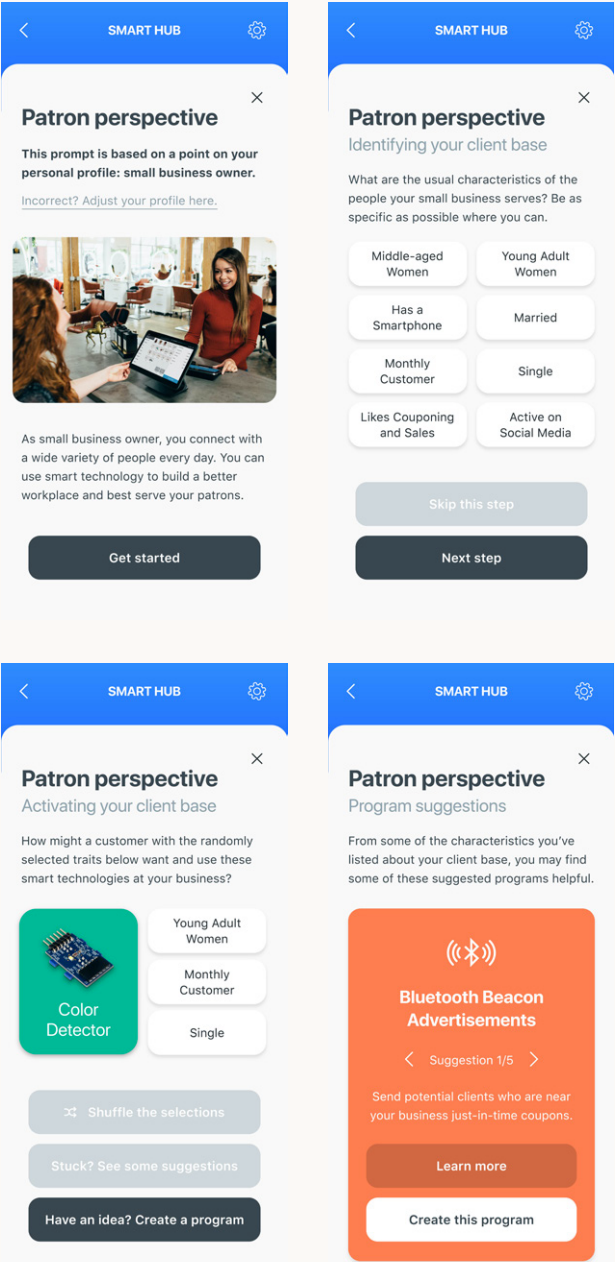 SMART HUB
Patron perspective
This prompt is based on a point on your
personal profile: small business owner.
Incorrect? Adjust your profile here.
As small business owner, you connect with
a wide variety of people every day. You can
use smart technology to build a better
workplace and best serve your patrons.
Get started
SMART HUB
Patron perspective
Identifying your client base
What are the usual characteristics of the
people your small business serves? Be as
specific as possible where you can.
Middle-aged
Women
Young Adult
Women
Has a
Smartphone
Married
Monthly
Customer
Single
Likes Couponing
and Sales
Active on
Social Media
Skip this step
Next step
SMART HUB
Patron perspective
Activating your client base
How might a customer with the randomly
selected traits below want and use these
smart technologies at your business?
Color
Detector
Young Adult
Women
Monthly
Customer
Single
Shuffle the selections
Stuck? See some suggestions
Have an idea? Create a program
SMART HUB
Patron perspective
Program suggestions
From some of the characteristics you’ve
listed about your client base, you may find
some of these suggested programs helpful.
Bluetooth Beacon
Advertisements
Suggestion 1/5
Send potential clients who are near
your business just-in-time coupons.
Learn more
Create this program